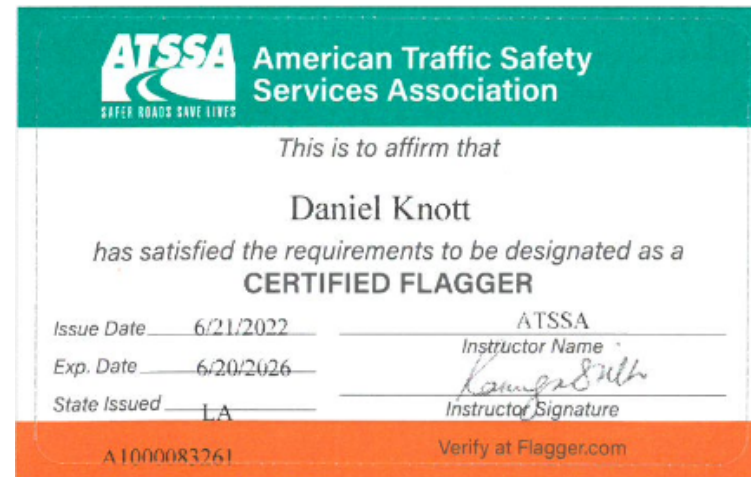 ATSSA
SAFER ROADS SAVE LIVES
American Traffic Safety
Services Association
This is to affirm that
Daniel Knott
has satisfied the requirements to be designated as a
CERTIFIED FLAGGER
Issue Date 6/21/2022
Exp. Date 6/20/2026
State Issued LA
ATSSA
Instructor Name
Instructor Signature
A1000083261
Verify at Flagger.com